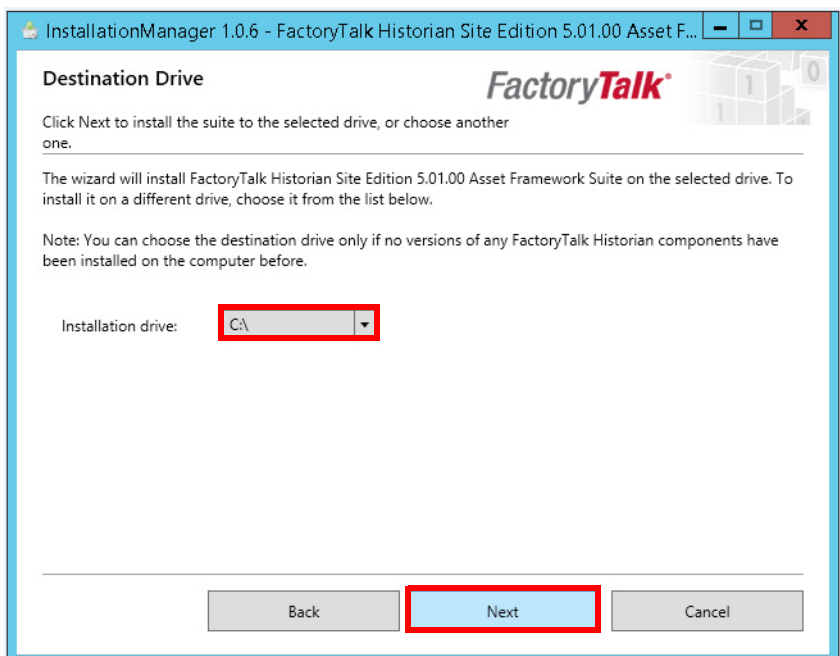 InstallationManager 1.0.6 - FactoryTalk Historian Site Edition 5.01.00 Asset F...
Destination Drive
FactoryTalk
Click Next to install the suite to the selected drive, or choose another
one.
The wizard will install FactoryTalk Historian Site Edition 5.01.00 Asset Framework Suite on the selected drive. To
install it on a different drive, choose it from the list below.
Note: You can choose the destination drive only if no versions of any FactoryTalk Historian components have
been installed on the computer before.
Installation drive: C:\
Back Next Cancel